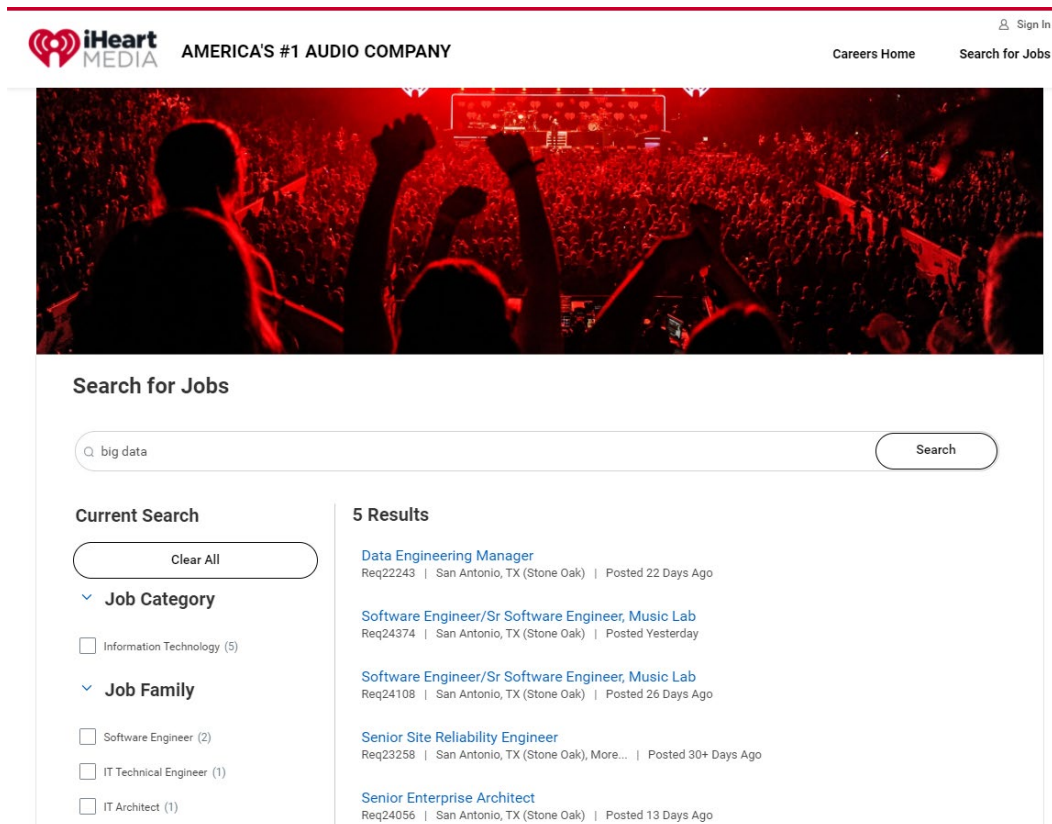 Sign In
iHeart
MEDIA
AMERICA'S #1 AUDIO COMPANY
Careers Home
Search for Jobs
Search for Jobs
big data
Search
Current Search
Clear All
Job Category
Information Technology (5)
Job Family
Software Engineer (2)
IT Technical Engineer (1)
IT Architect (1)
5 Results
Data Engineering Manager
Req22243 | San Antonio, TX (Stone Oak) | Posted 22 Days Ago
Software Engineer/Sr Software Engineer, Music Lab
Req24374 | San Antonio, TX (Stone Oak) | Posted Yesterday
Software Engineer/Sr Software Engineer, Music Lab
Req24108 | San Antonio, TX (Stone Oak) | Posted 26 Days Ago
Senior Site Reliability Engineer
Req23258 | San Antonio, TX (Stone Oak), More... | Posted 30+ Days Ago
Senior Enterprise Architect
Req24056 | San Antonio, TX (Stone Oak) | Posted 13 Days Ago